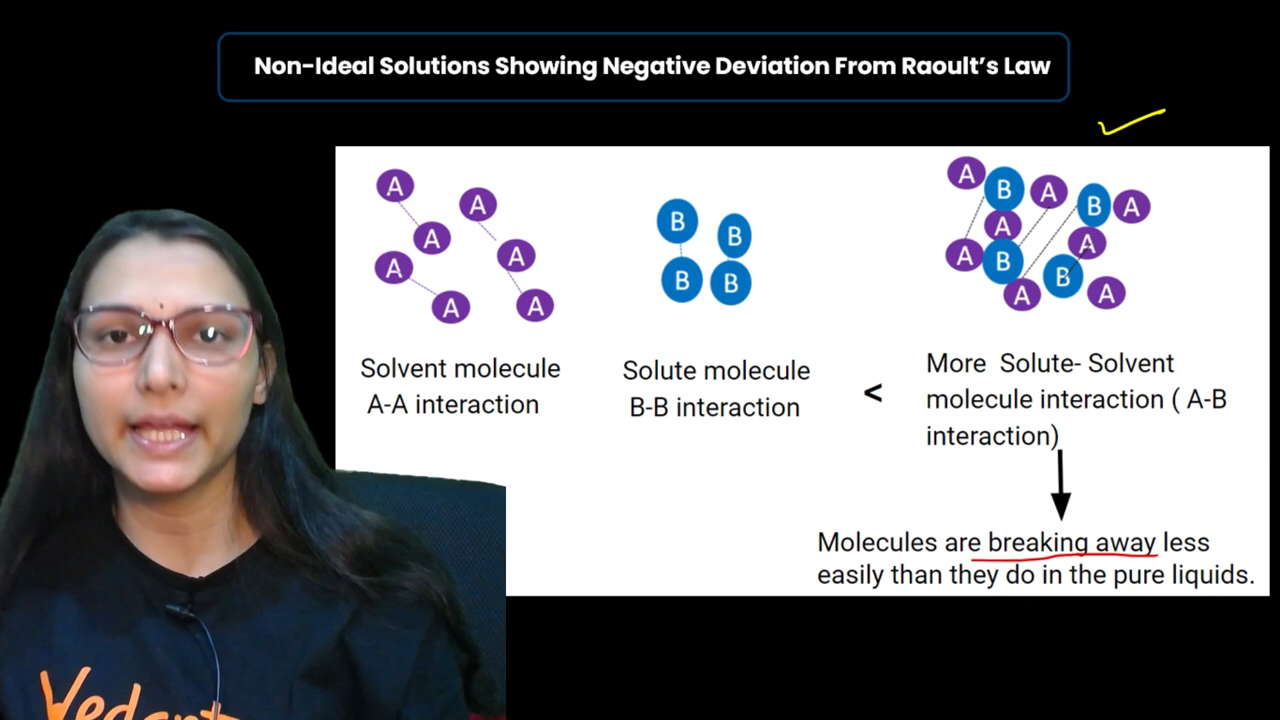 Non-Ideal Solutions Showing Negative Deviation From Raoult's Law
A B A B A
A A
A A B B A A
A A B B A B B
A A A A
Solvent molecule
A-A interaction
Solute molecule
B-B interaction
<
More Solute- Solvent
molecule interaction ( A-B
interaction)
Molecules are breaking away less
easily than they do in the pure liquids.